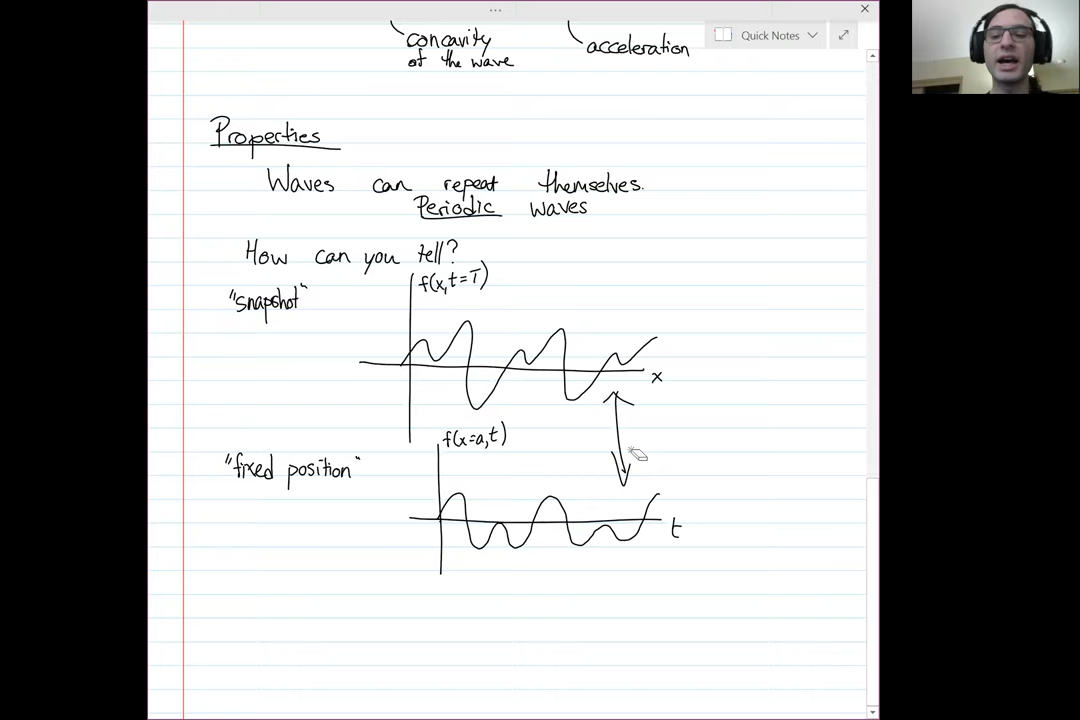 Quick Notes
concavity
of the wave
acceleration
Properties
Waves can repeat themselves.
Periodic waves
How can you tell?
"snapshot"
f(x, t=T)
x
f(x=a, t)
"fixed position"
t